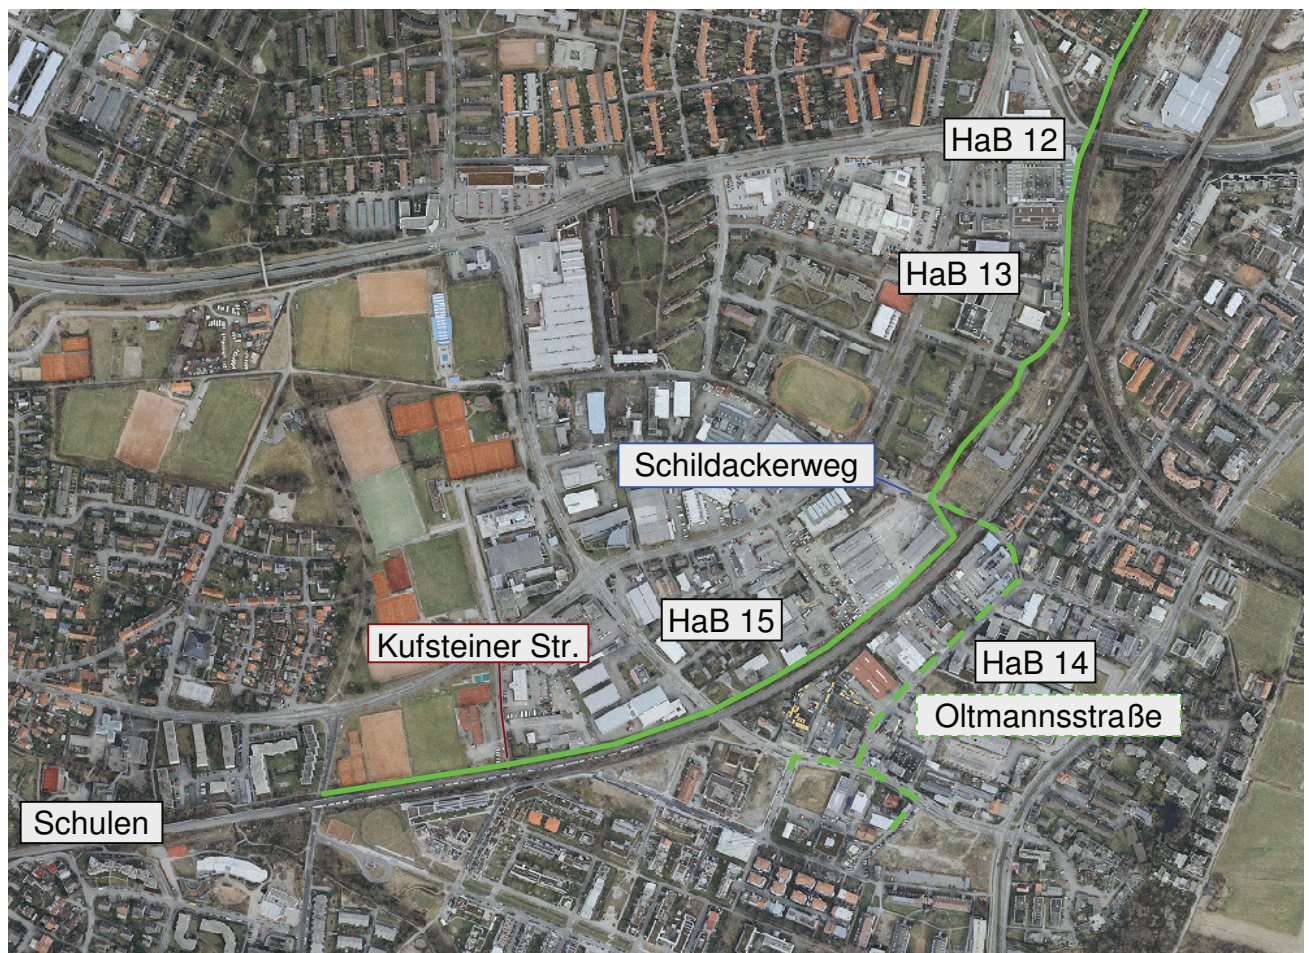 HaB 12
HaB 13
Schildackerweg
HaB 15
Kufsteiner Str.
HaB 14
Oltmannsstraße
Schulen